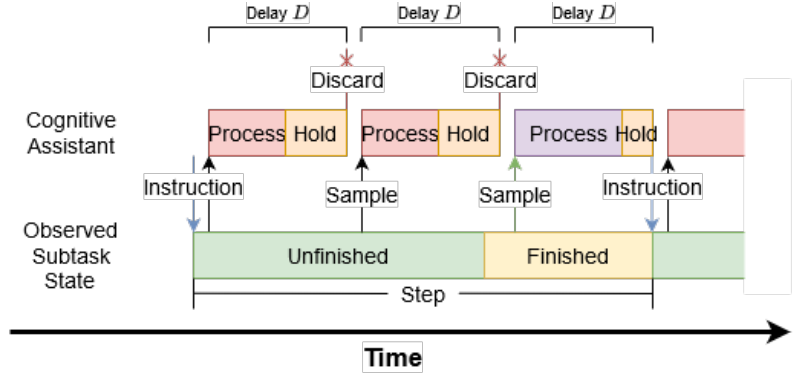 Delay D
Delay D
Delay D
Discard
Discard
Cognitive
Assistant
Process
Hold
Process
Hold
Process
Hold
Instruction
Sample
Sample
Instruction
Observed
Subtask
State
Unfinished
Finished
Step
Time